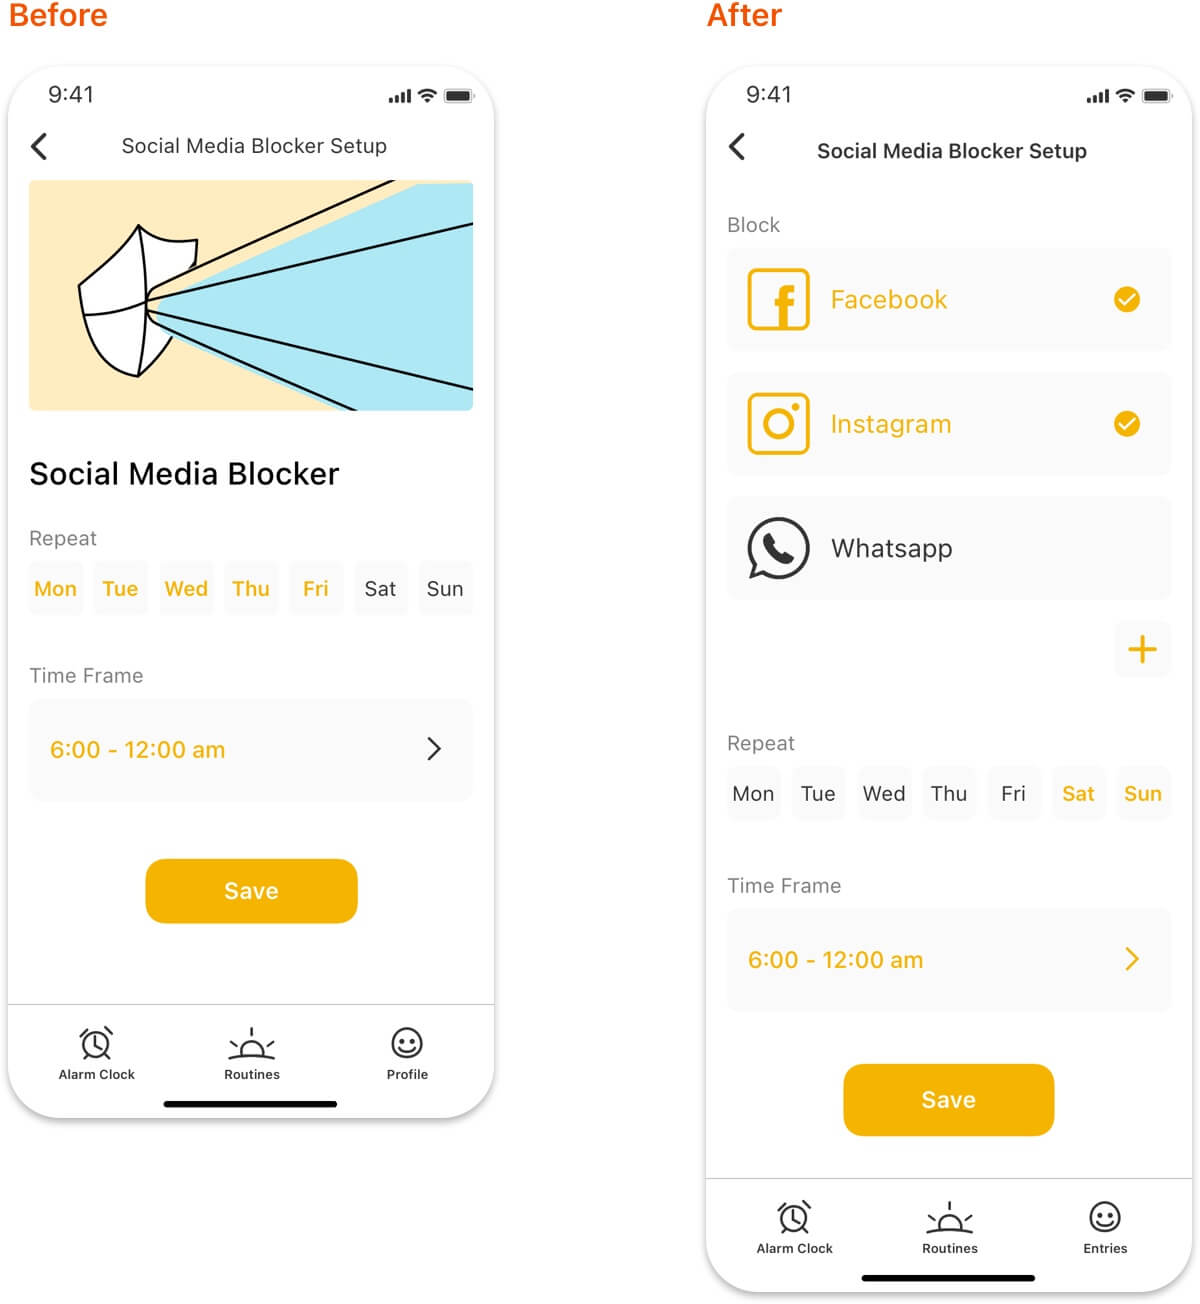 Before
9:41
Social Media Blocker Setup
Social Media Blocker
Repeat
Mon Tue Wed Thu Fri Sat Sun
Time Frame
6:00 - 12:00 am
Save
Alarm Clock Routines Profile
After
9:41
Social Media Blocker Setup
Block
Facebook
Instagram
Whatsapp
Repeat
Mon Tue Wed Thu Fri Sat Sun
Time Frame
6:00 - 12:00 am
Save
Alarm Clock Routines Entries